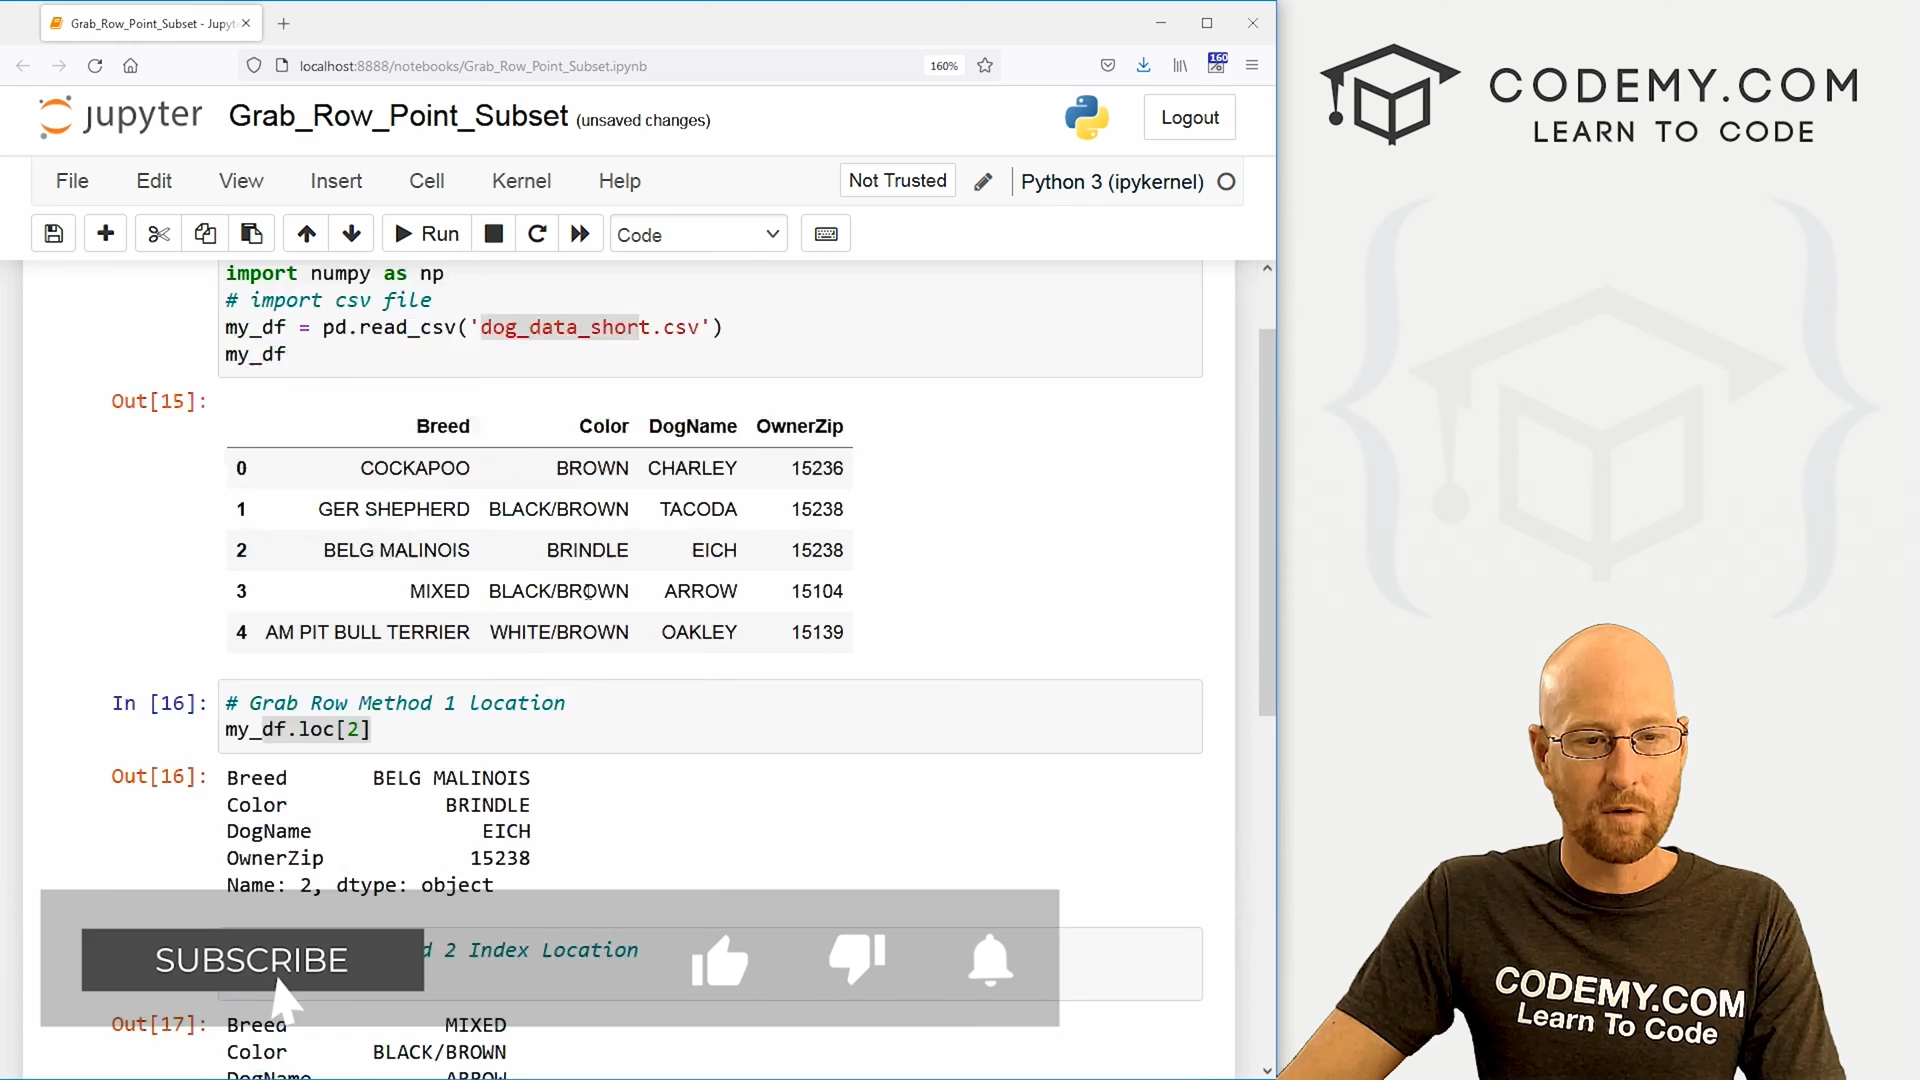 Grab_Row_Point_Subset - Jupyt
localhost:8888/notebooks/Grab_Row_Point_Subset.ipynb
160%
160
jupyter Grab_Row_Point_Subset (unsaved changes)
Logout
File Edit View Insert Cell Kernel Help
Not Trusted
Python 3 (ipykernel)
Run
Code
import numpy as np
# import csv file
my_df = pd.read_csv('dog_data_short.csv')
my_df
Out[15]:
Breed Color DogName OwnerZip
0 COCKAPOO BROWN CHARLEY 15236
1 GER SHEPHERD BLACK/BROWN TACODA 15238
2 BELG MALINOIS BRINDLE EICH 15238
3 MIXED BLACK/BROWN ARROW 15104
4 AM PIT BULL TERRIER WHITE/BROWN OAKLEY 15139
In [16]: # Grab Row Method 1 location
my_df.loc[2]
Out[16]: Breed BELG MALINOIS
Color BRINDLE
DogName EICH
OwnerZip 15238
Name: 2, dtype: object
SUBSCRIBE
d 2 Index Location
Out[17]: Breed MIXED
Color BLACK/BROWN
DogName ARROW
CODEMY.COM
LEARN TO CODE
CODEMY.COM
Learn To Code